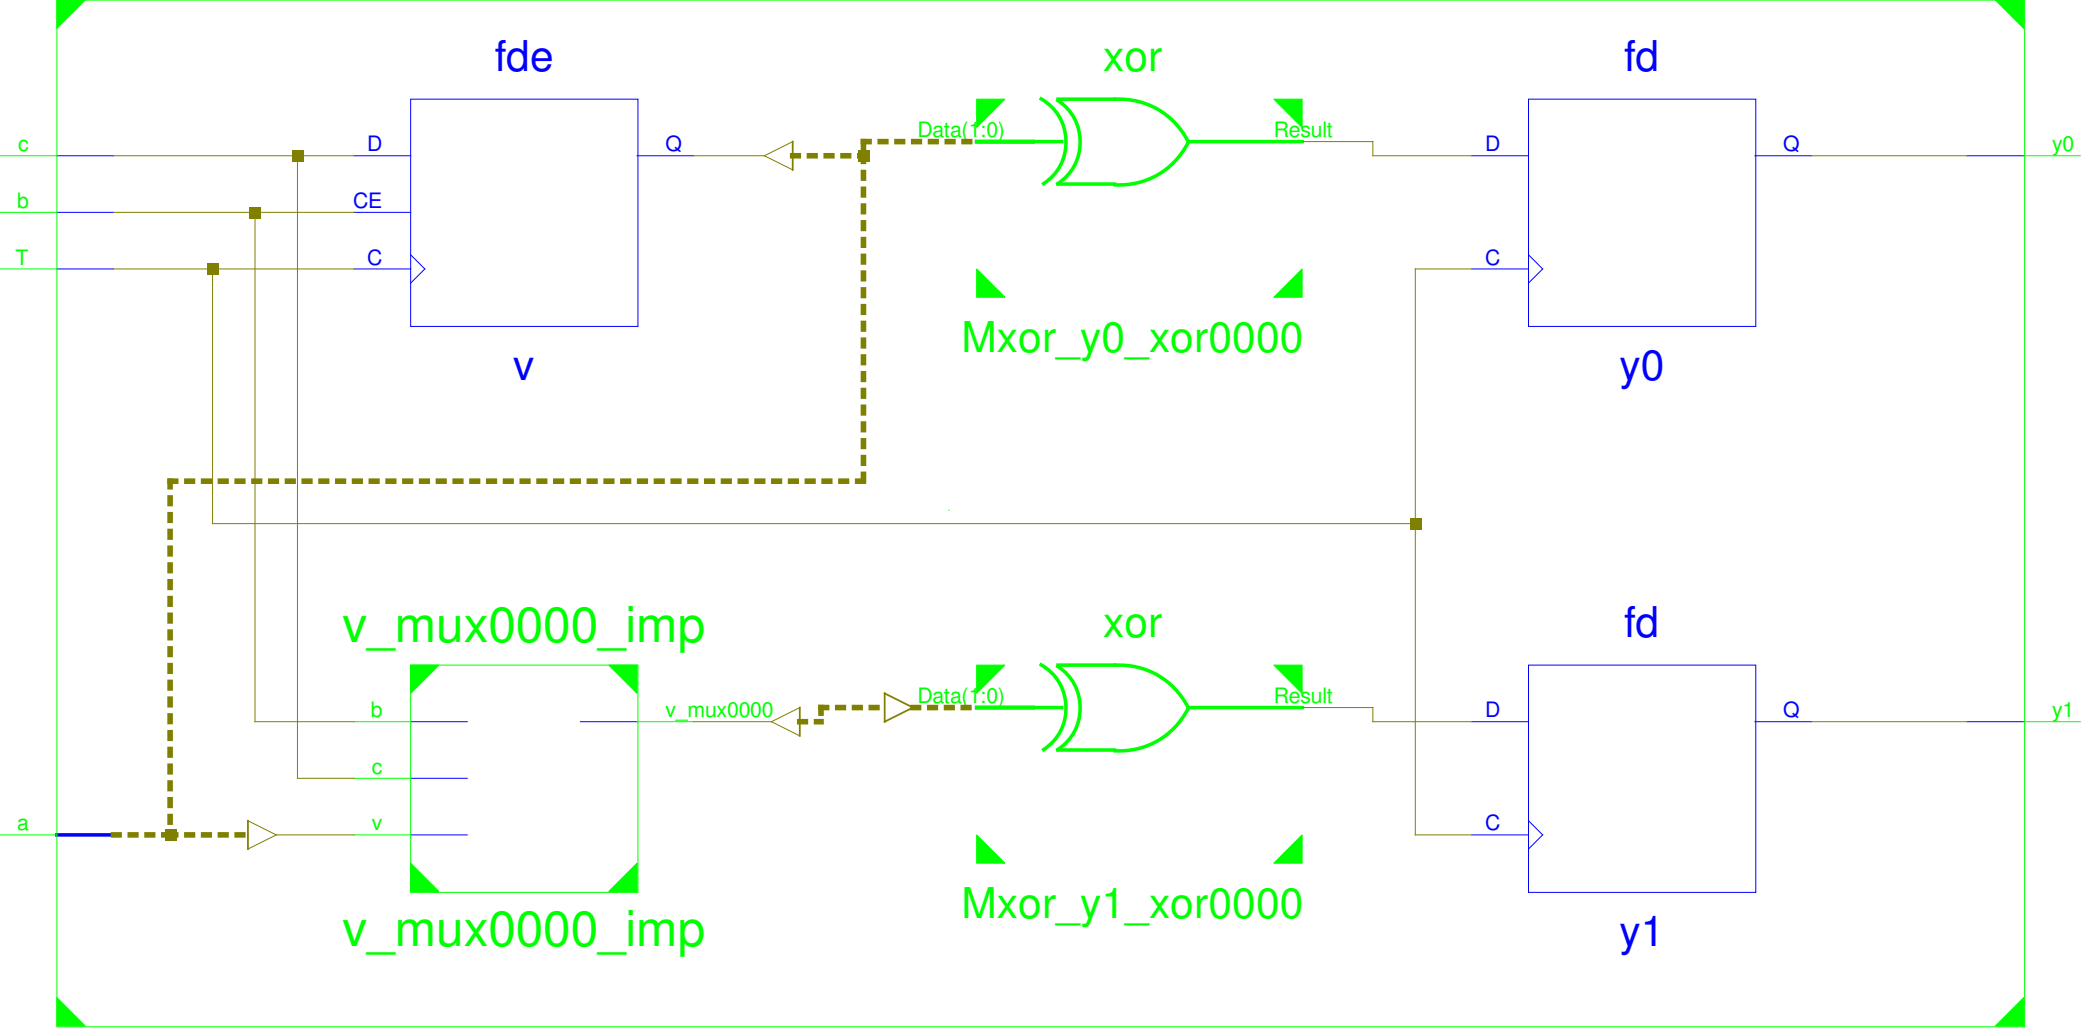 fde
xor
fd
c
D
Q
Data(1:0)
Result
D
Q
y0
b
CE
T
C
C
v
Mxor_y0_xor0000
y0
v_mux0000_imp
xor
fd
b
v_mux0000
Data(1:0)
Result
D
Q
y1
c
a
v
C
v_mux0000_imp
Mxor_y1_xor0000
y1